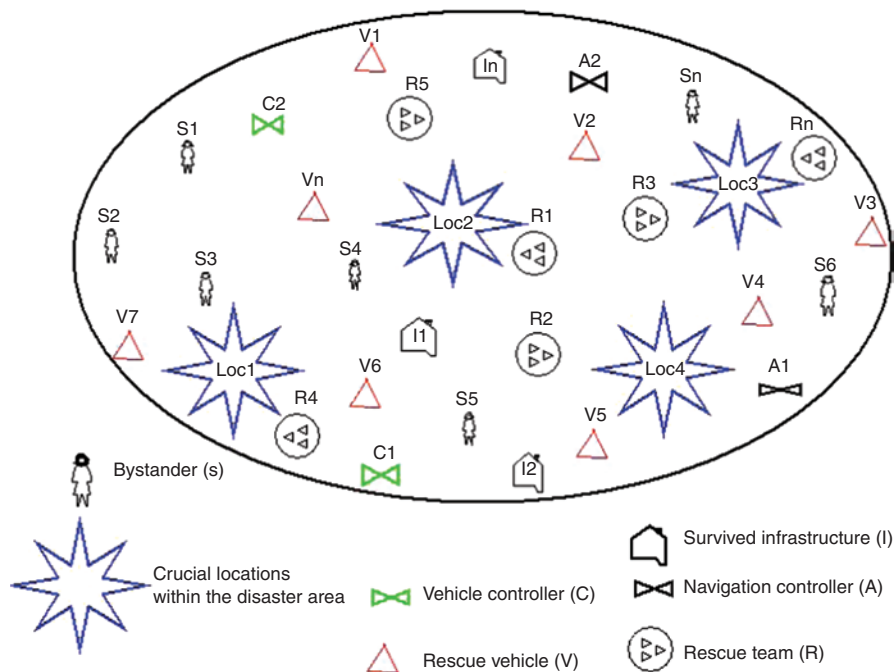 V1
In
A2
Sn
C2
R5
S1
V2
Rn
Vn
R3
Loc3
S2
Loc2
R1
V3
S3
S4
V4
S6
V7
I1
R2
Loc1
V6
Loc4
A1
R4
S5
V5
C1
I2
Bystander (s)
Survived infrastructure (I)
Crucial locations
within the disaster area
Vehicle controller (C)
Navigation controller (A)
Rescue vehicle (V)
Rescue team (R)